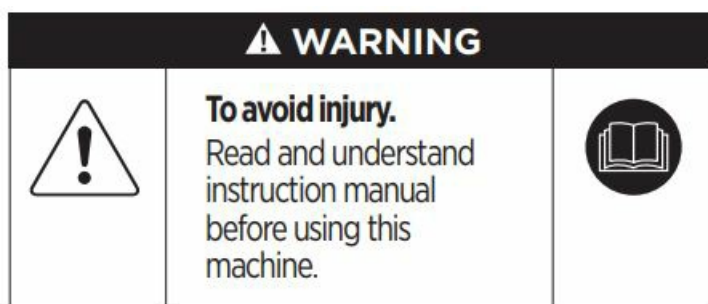 WARNING
To avoid injury.
Read and understand
instruction manual
before using this
machine.